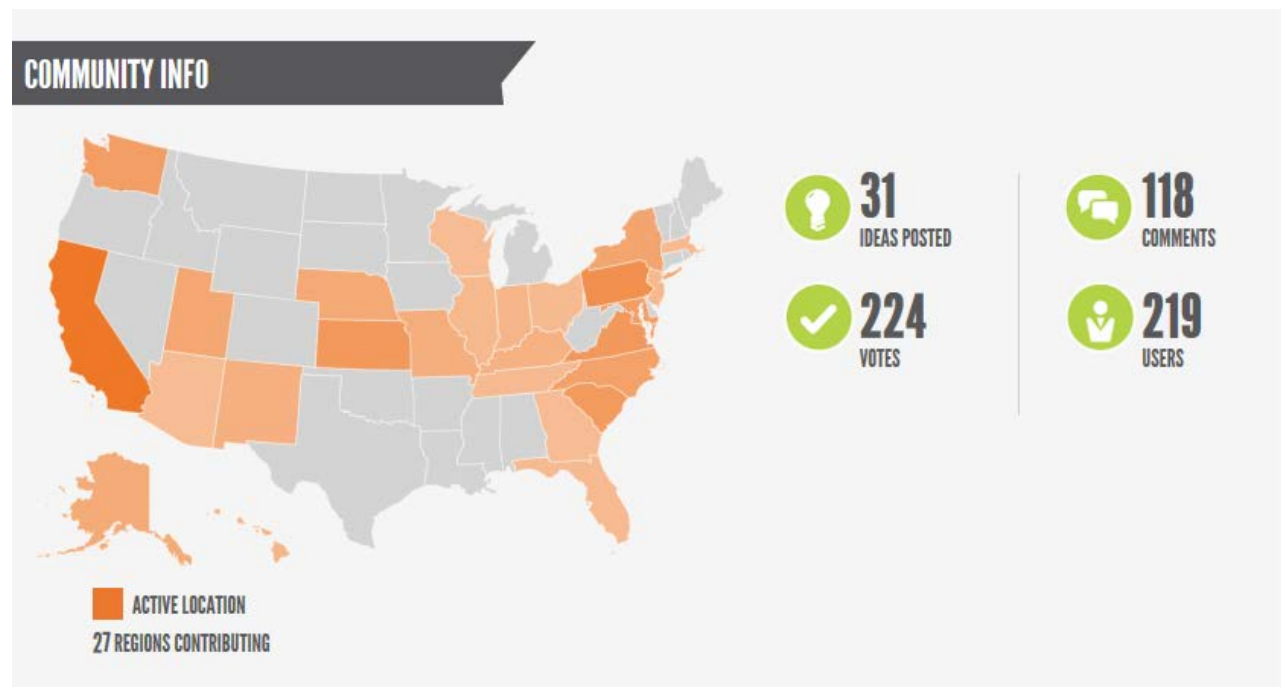 COMMUNITY INFO
31
IDEAS POSTED
118
COMMENTS
224
VOTES
219
USERS
ACTIVE LOCATION
27 REGIONS CONTRIBUTING